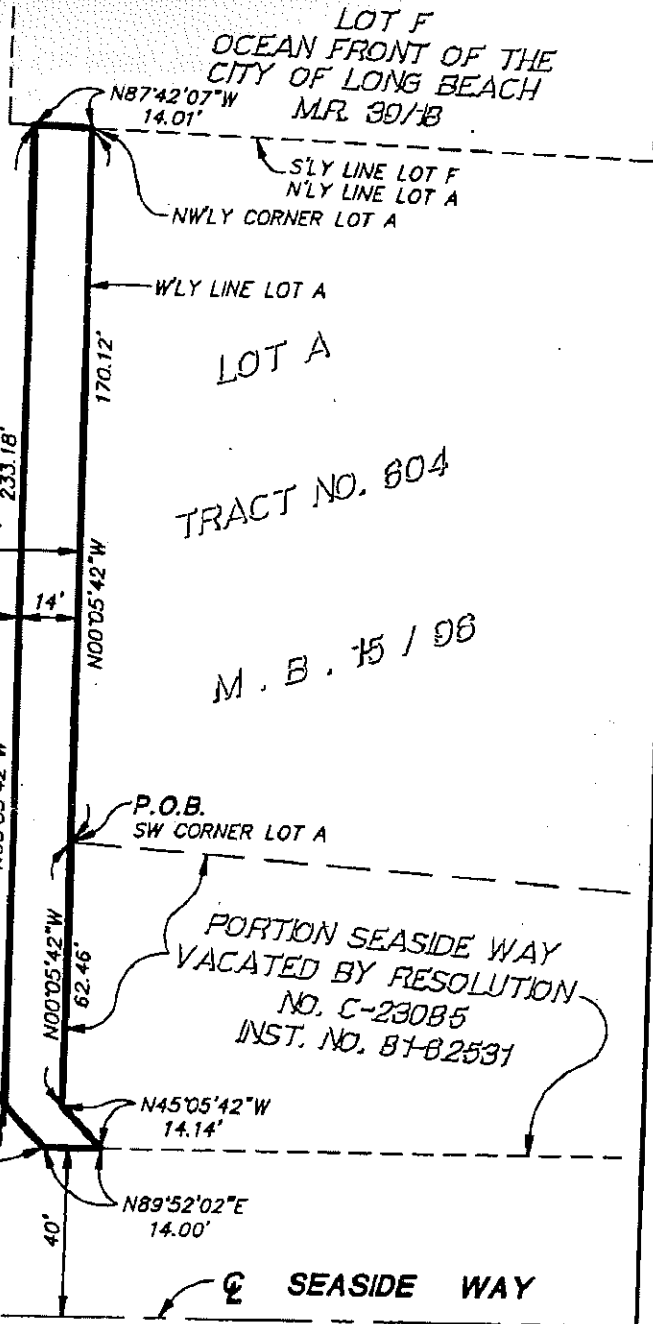 LOT F
OCEAN FRONT OF THE
CITY OF LONG BEACH
M.R. 39/18
N87°42'07"W
14.01'
S'LY LINE LOT F
N'LY LINE LOT A
NW'LY CORNER LOT A
W'LY LINE LOT A
170.12'
LOT A
233.18'
TRACT NO. 604
14'
N00°05'42"W
M . B . 15 / 96
P.O.B.
SW CORNER LOT A
N00°05'42"W
62.46'
PORTION SEASIDE WAY
VACATED BY RESOLUTION
NO. C-23085
INST. NO. 81-82531
N45°05'42"W
14.14'
N89°52'02"E
14.00'
40'
℄ SEASIDE WAY